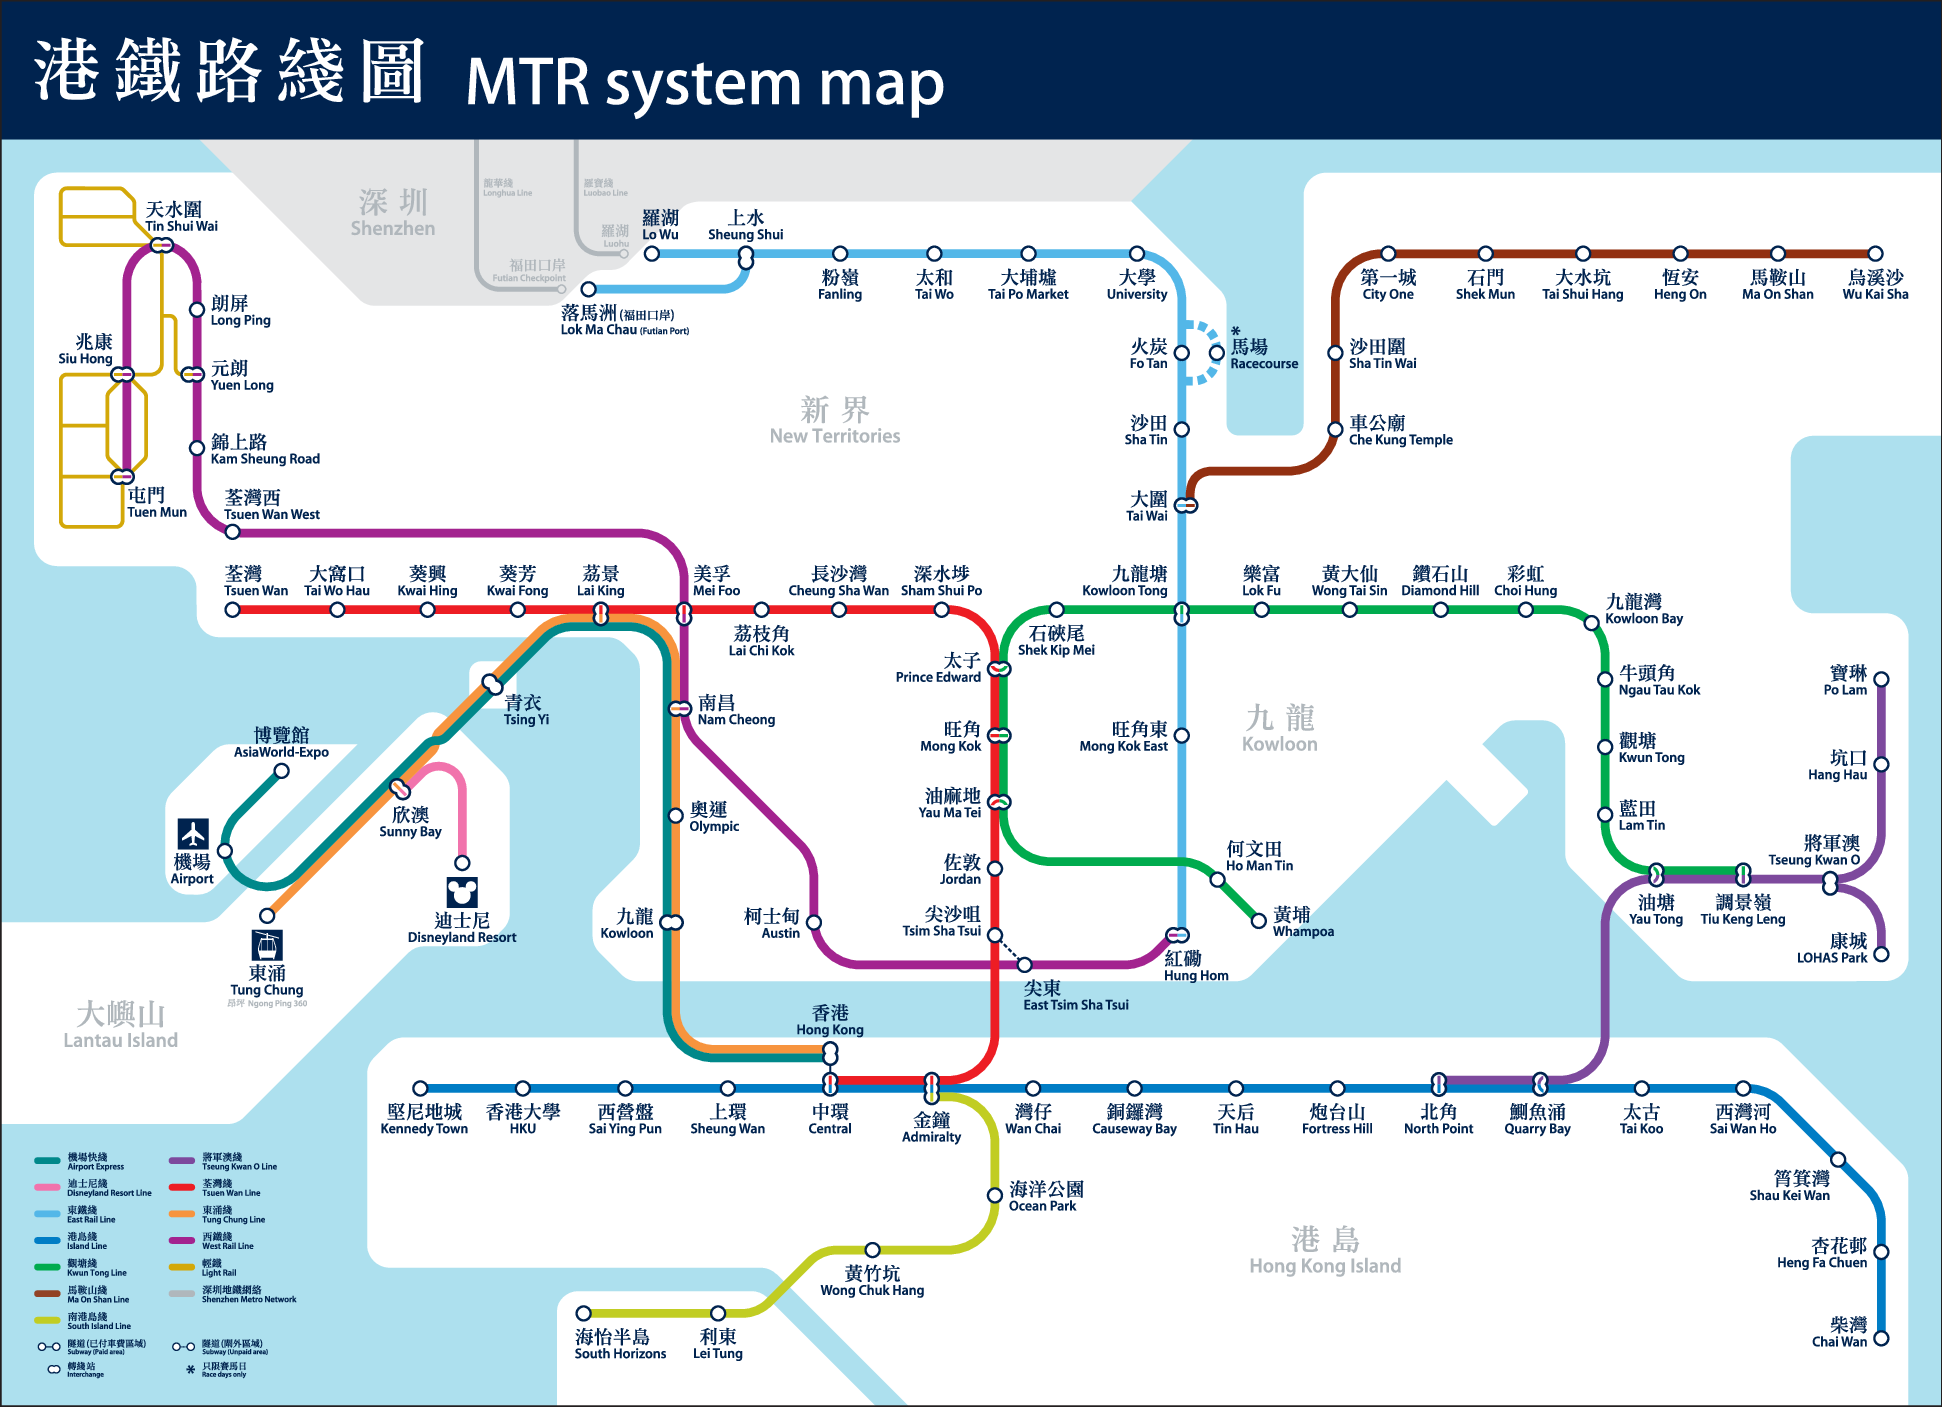 港鐵路綫圖 MTR system map
深圳
Shenzhen
龍華綫
Longhua Line
羅寶綫
Luobao Line
羅湖
Luohu
福田口岸
Futian Checkpoint
天水圍
Tin Shui Wai
朗屏
Long Ping
兆康
Siu Hong
元朗
Yuen Long
錦上路
Kam Sheung Road
屯門
Tuen Mun
荃灣西
Tsuen Wan West
羅湖
Lo Wu
上水
Sheung Shui
落馬洲 (福田口岸)
Lok Ma Chau (Futian Port)
粉嶺
Fanling
太和
Tai Wo
大埔墟
Tai Po Market
大學
University
火炭
Fo Tan
*
馬場
Racecourse
沙田
Sha Tin
大圍
Tai Wai
第一城
City One
石門
Shek Mun
大水坑
Tai Shui Hang
恆安
Heng On
馬鞍山
Ma On Shan
烏溪沙
Wu Kai Sha
沙田圍
Sha Tin Wai
車公廟
Che Kung Temple
新界
New Territories
荃灣
Tsuen Wan
大窩口
Tai Wo Hau
葵興
Kwai Hing
葵芳
Kwai Fong
荔景
Lai King
美孚
Mei Foo
荔枝角
Lai Chi Kok
長沙灣
Cheung Sha Wan
深水埗
Sham Shui Po
九龍塘
Kowloon Tong
石硤尾
Shek Kip Mei
樂富
Lok Fu
黃大仙
Wong Tai Sin
鑽石山
Diamond Hill
彩虹
Choi Hung
九龍灣
Kowloon Bay
太子
Prince Edward
牛頭角
Ngau Tau Kok
寶琳
Po Lam
青衣
Tsing Yi
南昌
Nam Cheong
旺角
Mong Kok
旺角東
Mong Kok East
九龍
Kowloon
觀塘
Kwun Tong
坑口
Hang Hau
博覽館
AsiaWorld-Expo
欣澳
Sunny Bay
奧運
Olympic
油麻地
Yau Ma Tei
藍田
Lam Tin
機場
Airport
佐敦
Jordan
何文田
Ho Man Tin
將軍澳
Tseung Kwan O
迪士尼
Disneyland Resort
九龍
Kowloon
柯士甸
Austin
尖沙咀
Tsim Sha Tsui
黃埔
Whampoa
油塘
Yau Tong
調景嶺
Tiu Keng Leng
東涌
Tung Chung
昂坪 Ngong Ping 360
紅磡
Hung Hom
康城
LOHAS Park
尖東
East Tsim Sha Tsui
大嶼山
Lantau Island
香港
Hong Kong
堅尼地城
Kennedy Town
香港大學
HKU
西營盤
Sai Ying Pun
上環
Sheung Wan
中環
Central
金鐘
Admiralty
灣仔
Wan Chai
銅鑼灣
Causeway Bay
天后
Tin Hau
炮台山
Fortress Hill
北角
North Point
鰂魚涌
Quarry Bay
太古
Tai Koo
西灣河
Sai Wan Ho
筲箕灣
Shau Kei Wan
海洋公園
Ocean Park
港島
Hong Kong Island
杏花邨
Heng Fa Chuen
黃竹坑
Wong Chuk Hang
海怡半島
South Horizons
利東
Lei Tung
柴灣
Chai Wan
機場快綫
Airport Express
迪士尼綫
Disneyland Resort Line
東鐵綫
East Rail Line
港島綫
Island Line
觀塘綫
Kwun Tong Line
馬鞍山綫
Ma On Shan Line
南港島綫
South Island Line
隧道 (已付車費區域)
Subway (Paid area)
轉綫站
Interchange
將軍澳綫
Tseung Kwan O Line
荃灣綫
Tsuen Wan Line
東涌綫
Tung Chung Line
西鐵綫
West Rail Line
輕鐵
Light Rail
深圳地鐵網絡
Shenzhen Metro Network
隧道 (閘外區域)
Subway (Unpaid area)
* 只限賽馬日
Race days only